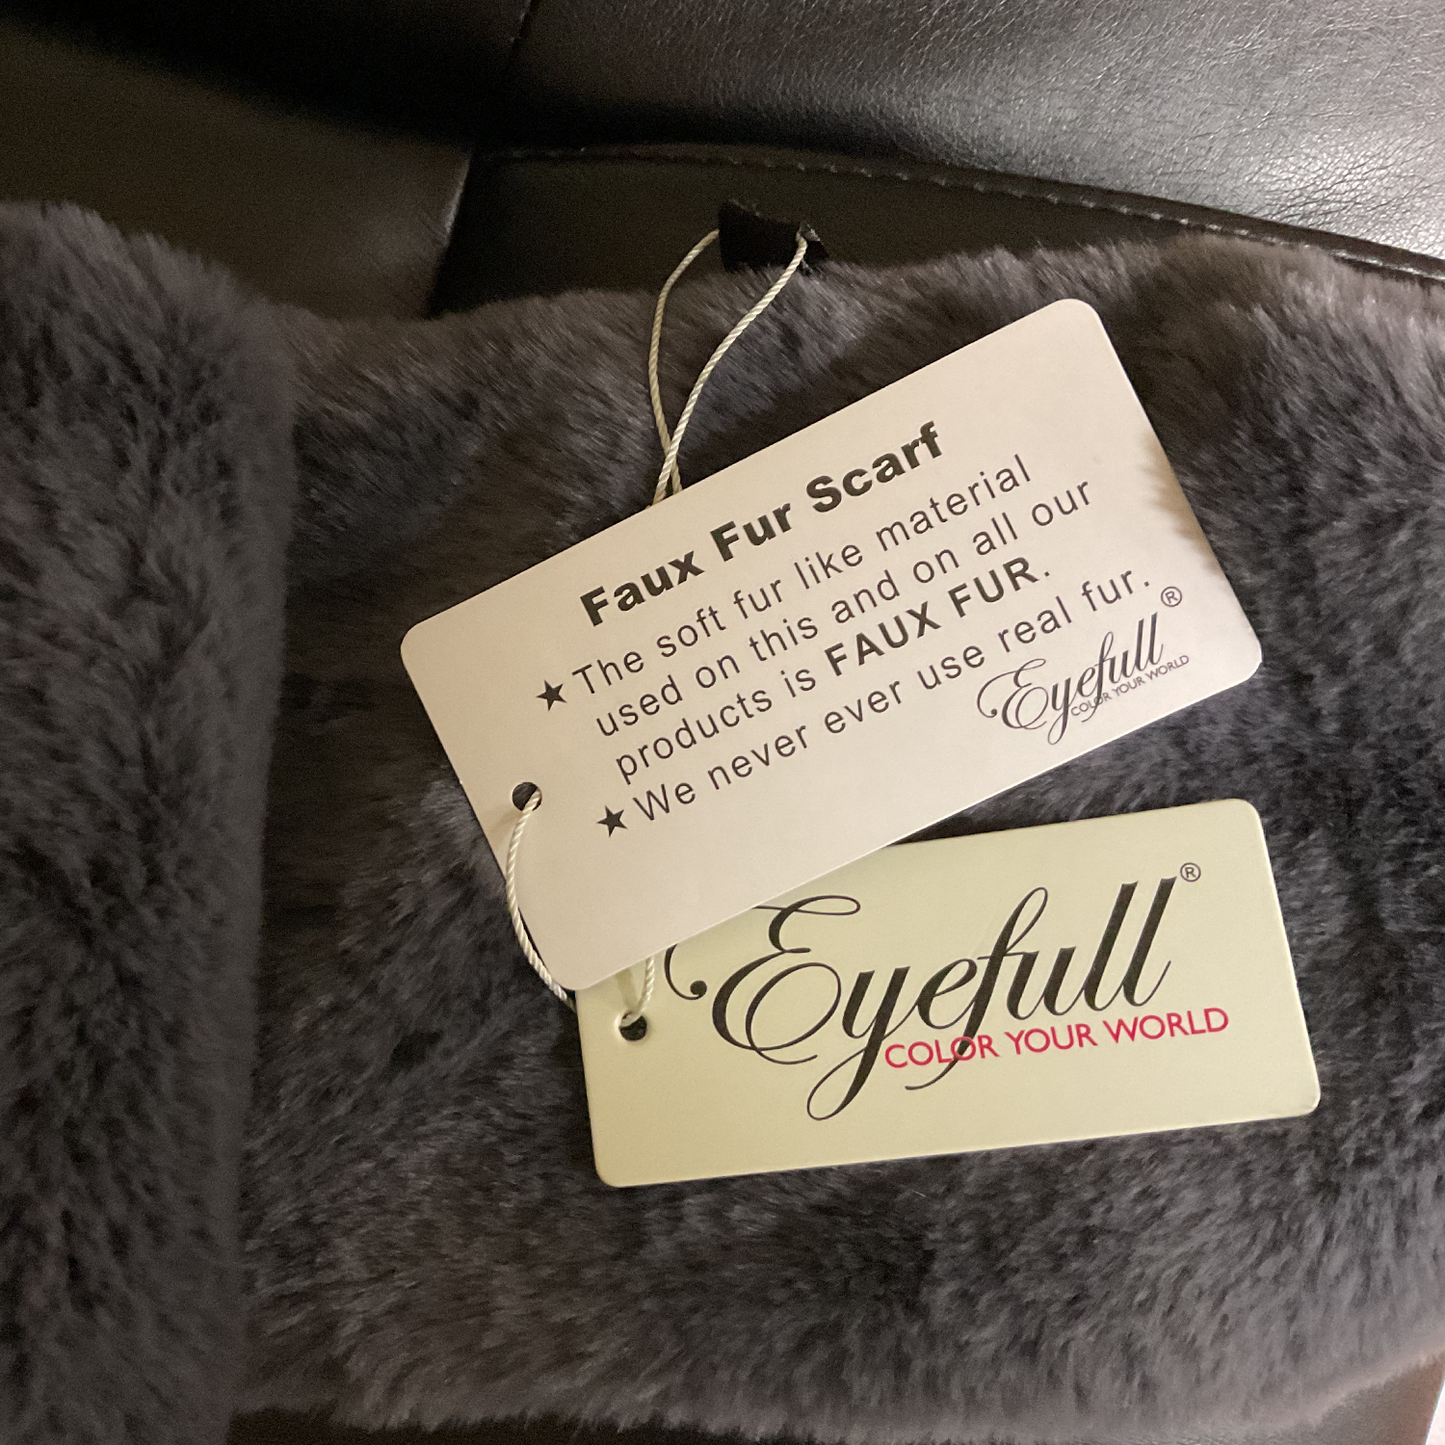 Faux Fur Scarf
★ The soft fur like material
used on this and on all our
products is FAUX FUR.
★ We never ever use real fur.
Eyefull®
COLOR YOUR WORLD
Eyefull®
COLOR YOUR WORLD